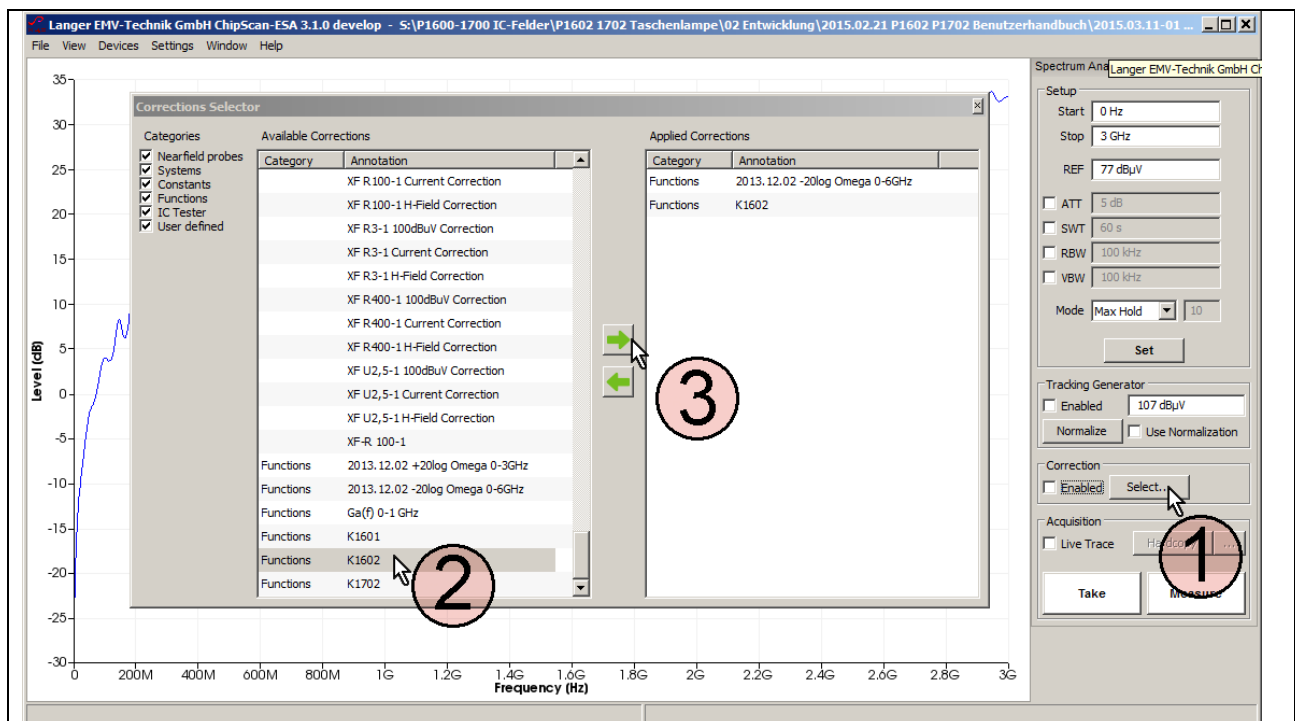 Langer EMV-Technik GmbH ChipScan-ESA 3.1.0 develop - S:\P1600-1700 IC-Felder\P1602 1702 Taschenlampe\02 Entwicklung\2015.02.21 P1602 P1702 Benutzerhandbuch\2015.03.11-01 ...
File View Devices Settings Window Help
Spectrum Ana
Langer EMV-Technik GmbH Ch
Setup
Start 0 Hz
Stop 3 GHz
REF 77 dBµV
ATT 5 dB
SWT 60 s
RBW 100 kHz
VBW 100 kHz
Mode Max Hold 10
Set
Tracking Generator
Enabled 107 dBµV
Normalize Use Normalization
Correction
Enabled Select...
Acquisition
Live Trace Hardcopy ...
Take Measure
1
Corrections Selector
Categories
Nearfield probes
Systems
Constants
Functions
IC Tester
User defined
Available Corrections
Category Annotation
XF R100-1 Current Correction
XF R100-1 H-Field Correction
XF R3-1 100dBuV Correction
XF R3-1 Current Correction
XF R3-1 H-Field Correction
XF R400-1 100dBuV Correction
XF R400-1 Current Correction
XF R400-1 H-Field Correction
XF U2,5-1 100dBuV Correction
XF U2,5-1 Current Correction
XF U2,5-1 H-Field Correction
XF-R 100-1
Functions 2013.12.02 +20log Omega 0-3GHz
Functions 2013.12.02 -20log Omega 0-6GHz
Functions Ga(f) 0-1 GHz
Functions K1601
Functions K1602
Functions K1702
2
3
Applied Corrections
Category Annotation
Functions 2013.12.02 -20log Omega 0-6GHz
Functions K1602
Level (dB)
35
30
25
20
15
10
5
0
-5
-10
-15
-20
-25
-30
0 200M 400M 600M 800M 1G 1.2G 1.4G 1.6G 1.8G 2G 2.2G 2.4G 2.6G 2.8G 3G
Frequency (Hz)